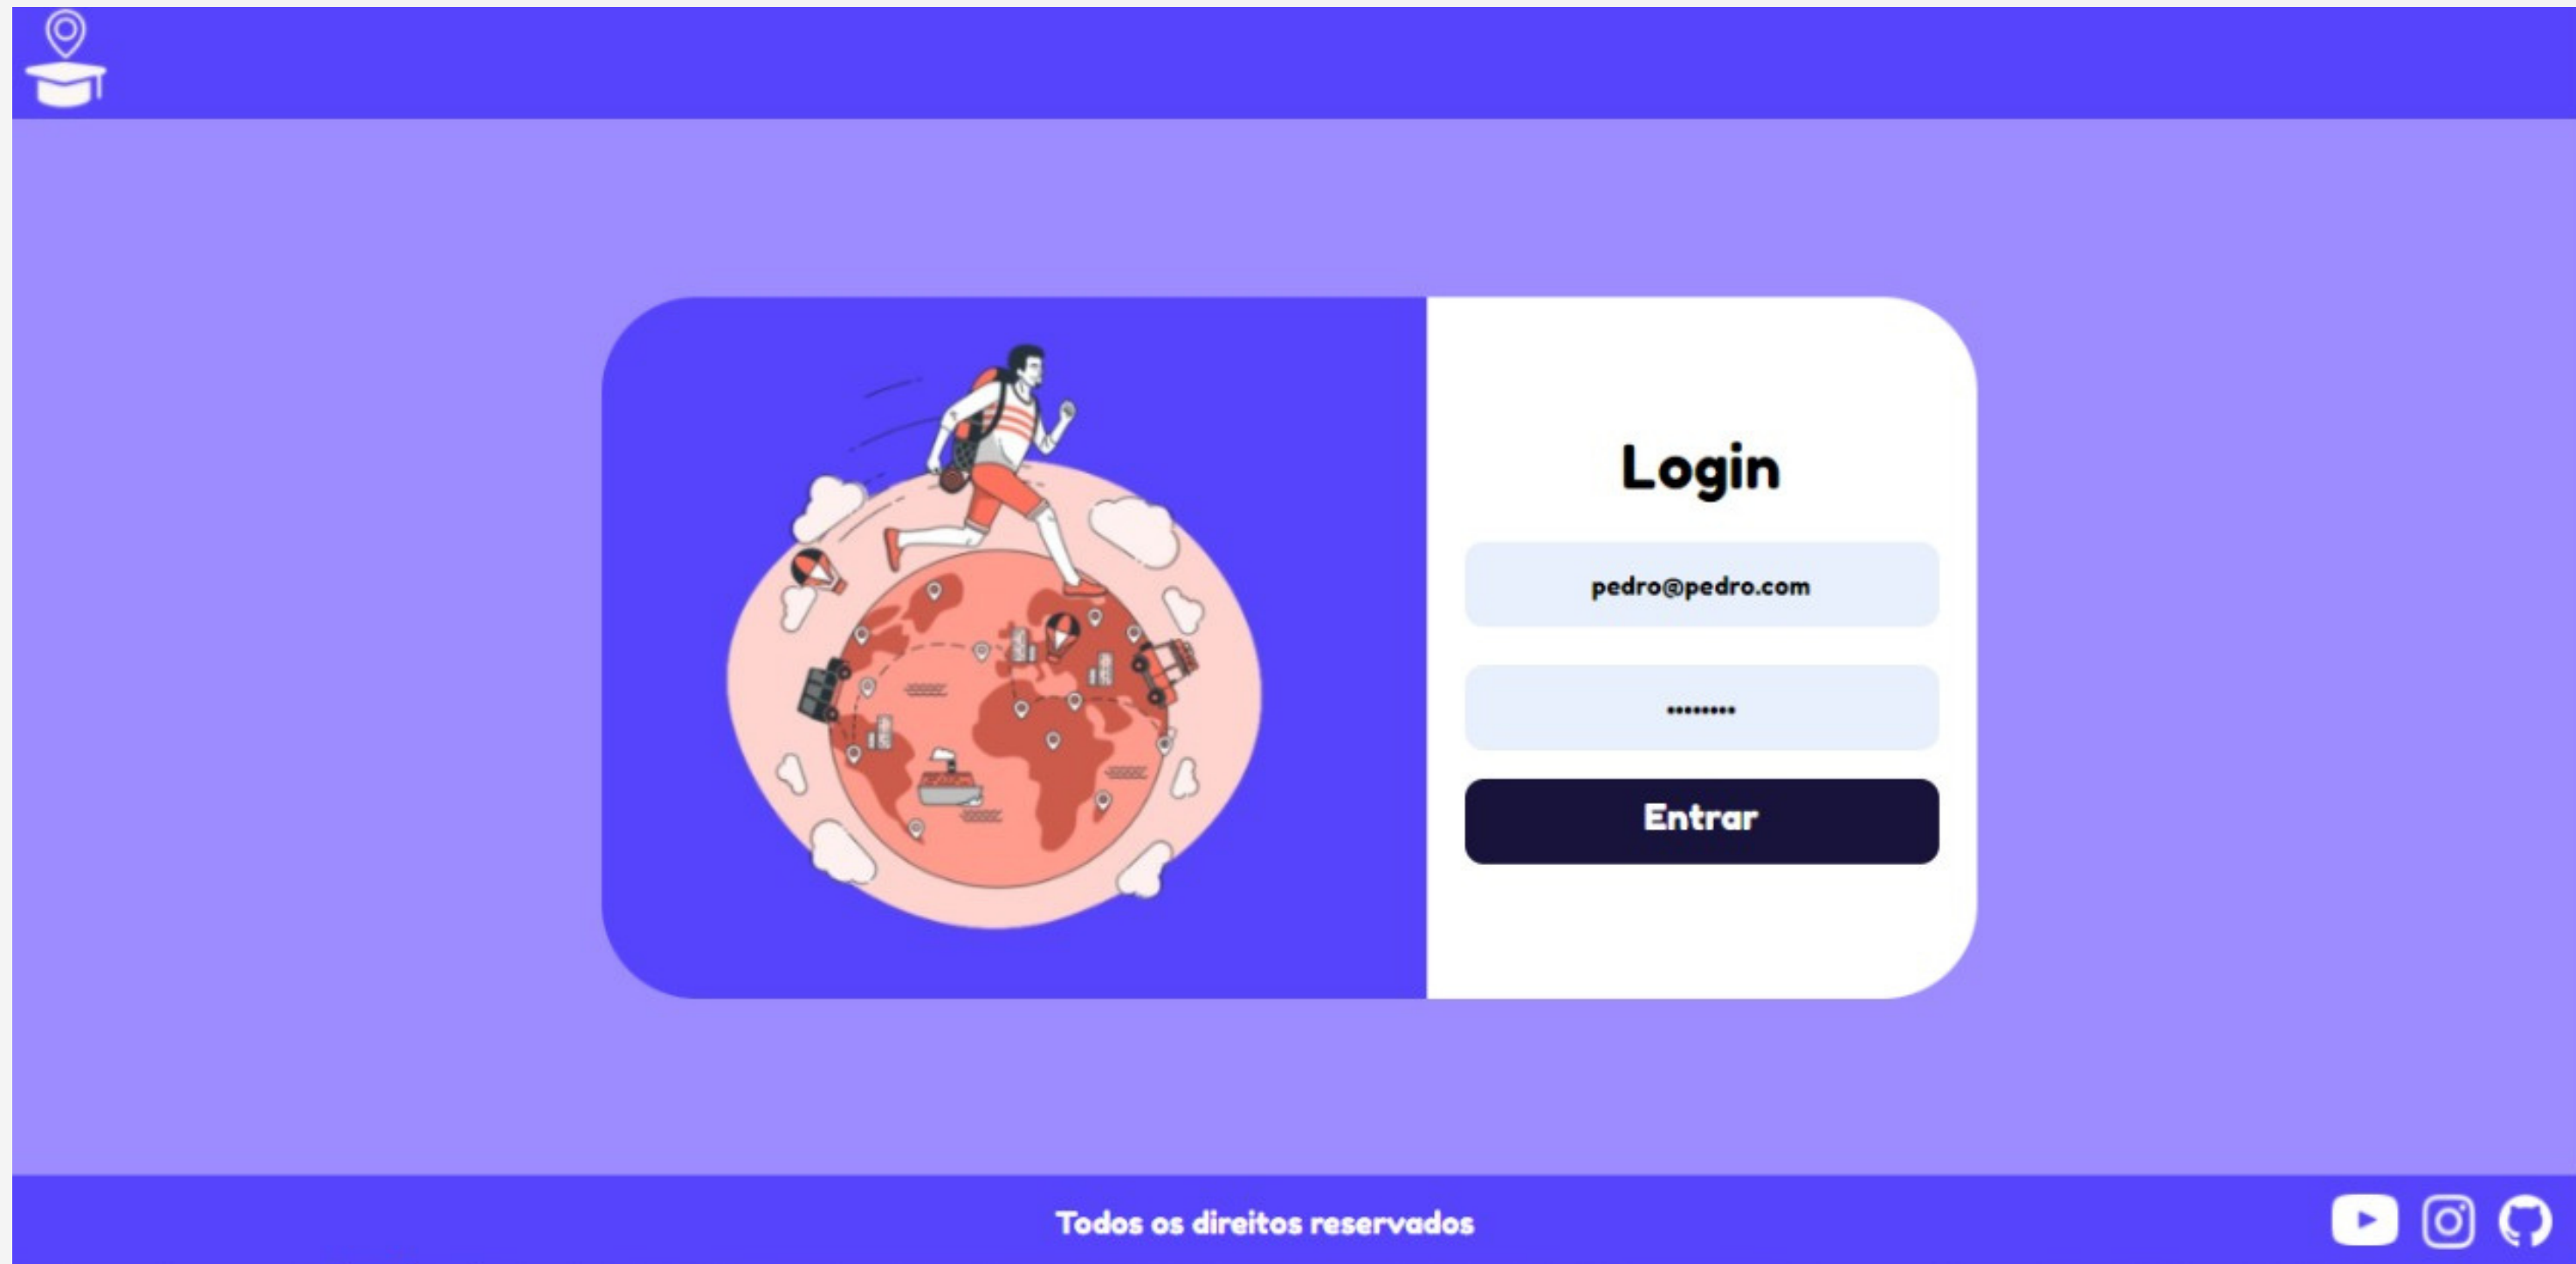 Login
pedro@pedro.com
••••••••
Entrar
Todos os direitos reservados